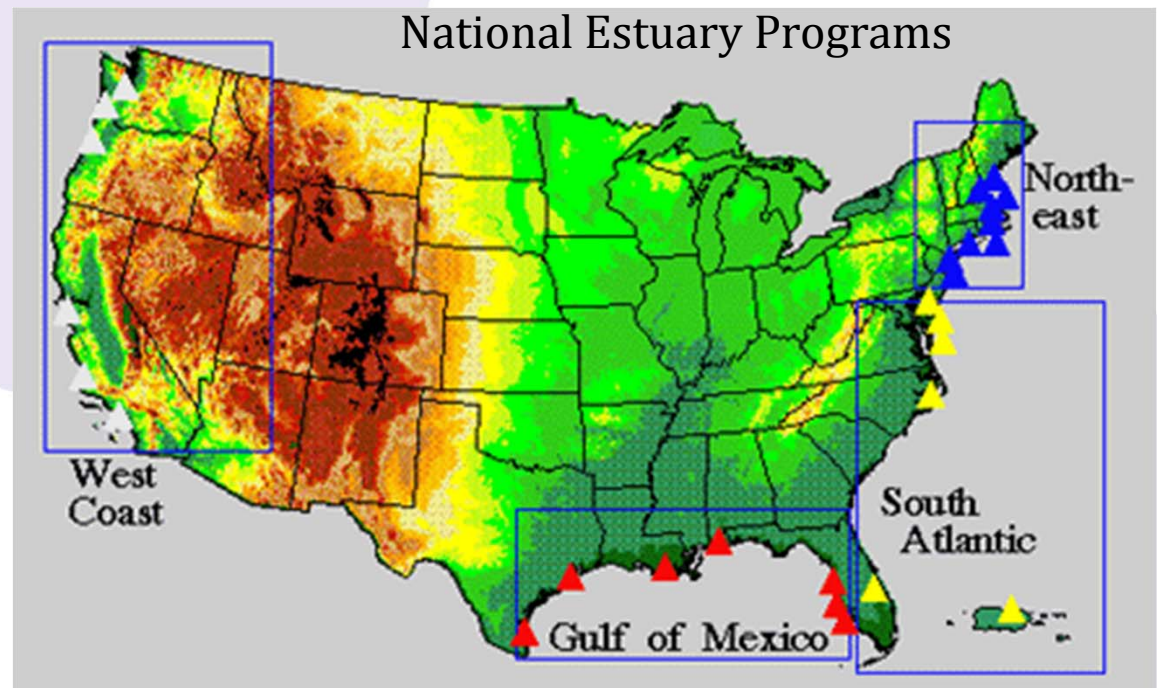 National Estuary Programs
North-
east
West
Coast
South
Atlantic
Gulf of Mexico